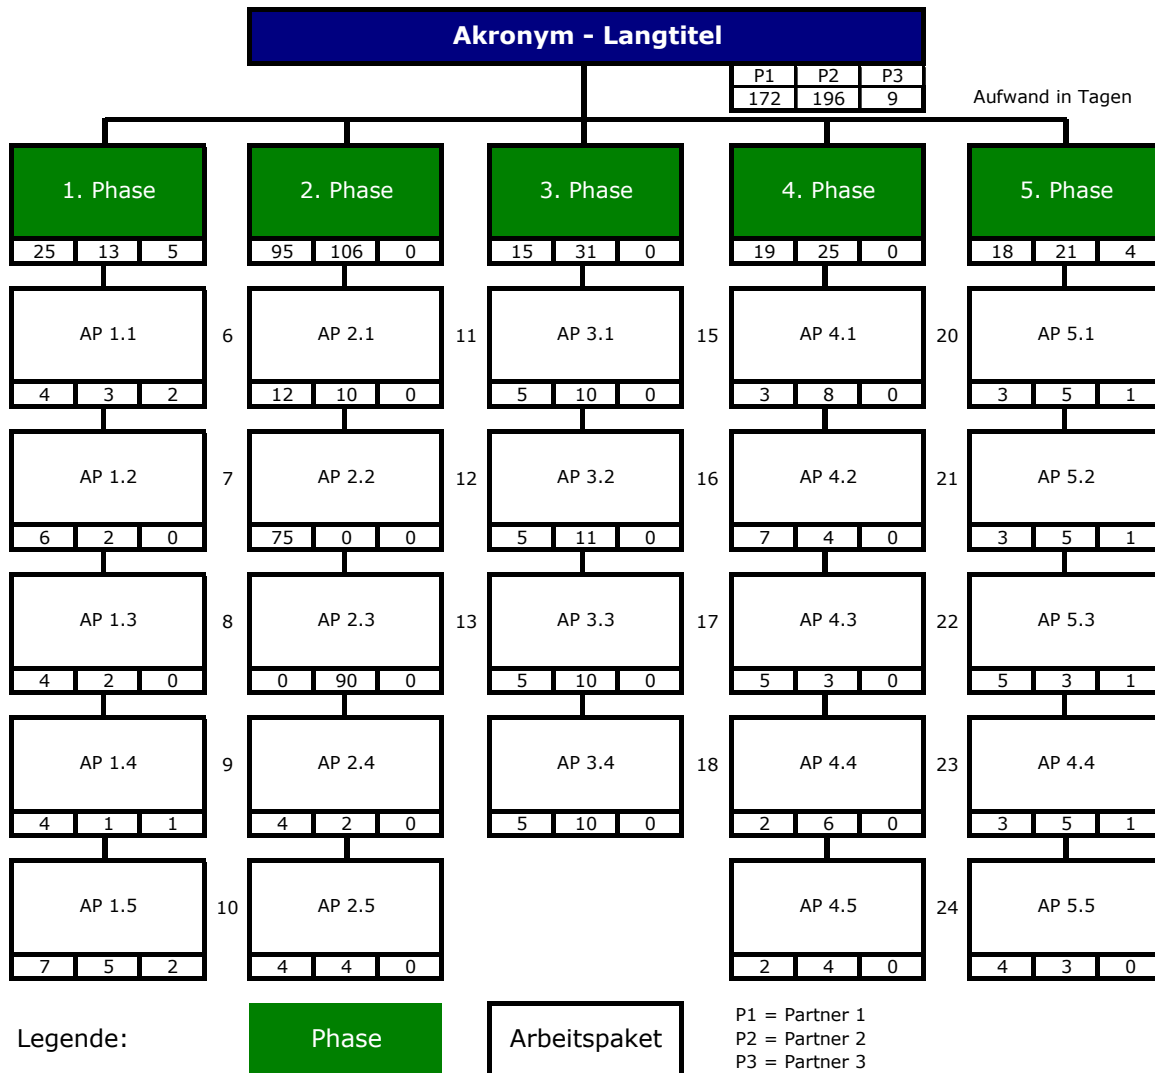 Akronym - Langtitel
P1 P2 P3
172 196 9 Aufwand in Tagen
1. Phase 2. Phase 3. Phase 4. Phase 5. Phase
25 13 5 95 106 0 15 31 0 19 25 0 18 21 4
AP 1.1 6 AP 2.1 11 AP 3.1 15 AP 4.1 20 AP 5.1
4 3 2 12 10 0 5 10 0 3 8 0 3 5 1
AP 1.2 7 AP 2.2 12 AP 3.2 16 AP 4.2 21 AP 5.2
6 2 0 75 0 0 5 11 0 7 4 0 3 5 1
AP 1.3 8 AP 2.3 13 AP 3.3 17 AP 4.3 22 AP 5.3
4 2 0 0 90 0 5 10 0 5 3 0 5 3 1
AP 1.4 9 AP 2.4 AP 3.4 18 AP 4.4 23 AP 4.4
4 1 1 4 2 0 5 10 0 2 6 0 3 5 1
AP 1.5 10 AP 2.5 AP 4.5 24 AP 5.5
7 5 2 4 4 0 2 4 0 4 3 0
Legende: Phase Arbeitspaket
P1 = Partner 1
P2 = Partner 2
P3 = Partner 3